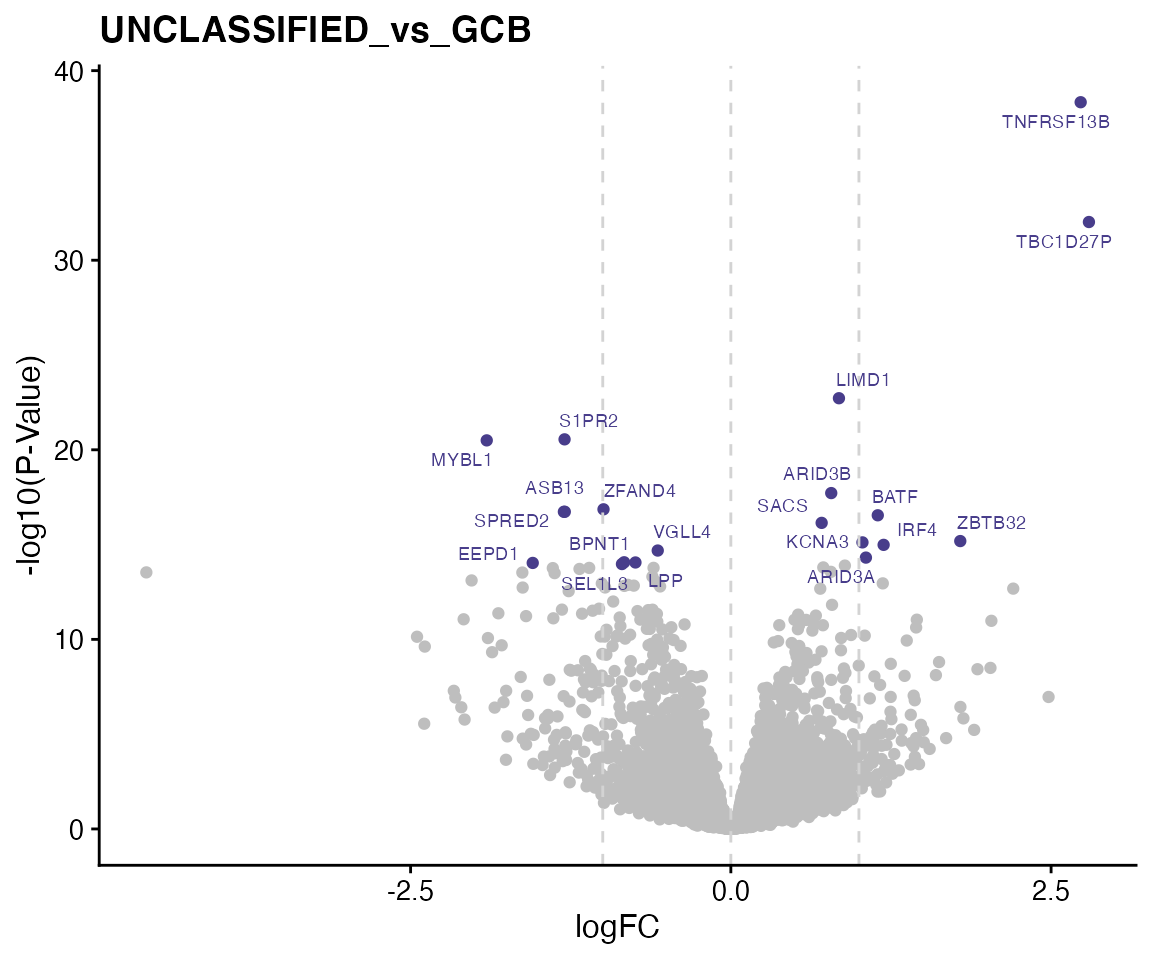 UNCLASSIFIED_vs_GCB
-log10(P-Value)
40
30
20
10
0
TNFRSF13B
TBC1D27P
LIMD1
S1PR2
MYBL1
ARID3B
ASB13
ZFAND4
BATF
SACS
SPRED2
ZBTB32
IRF4
VGLL4
KCNA3
BPNT1
EEPD1
ARID3A
SEL1L3
LPP
-2.5
0.0
2.5
logFC